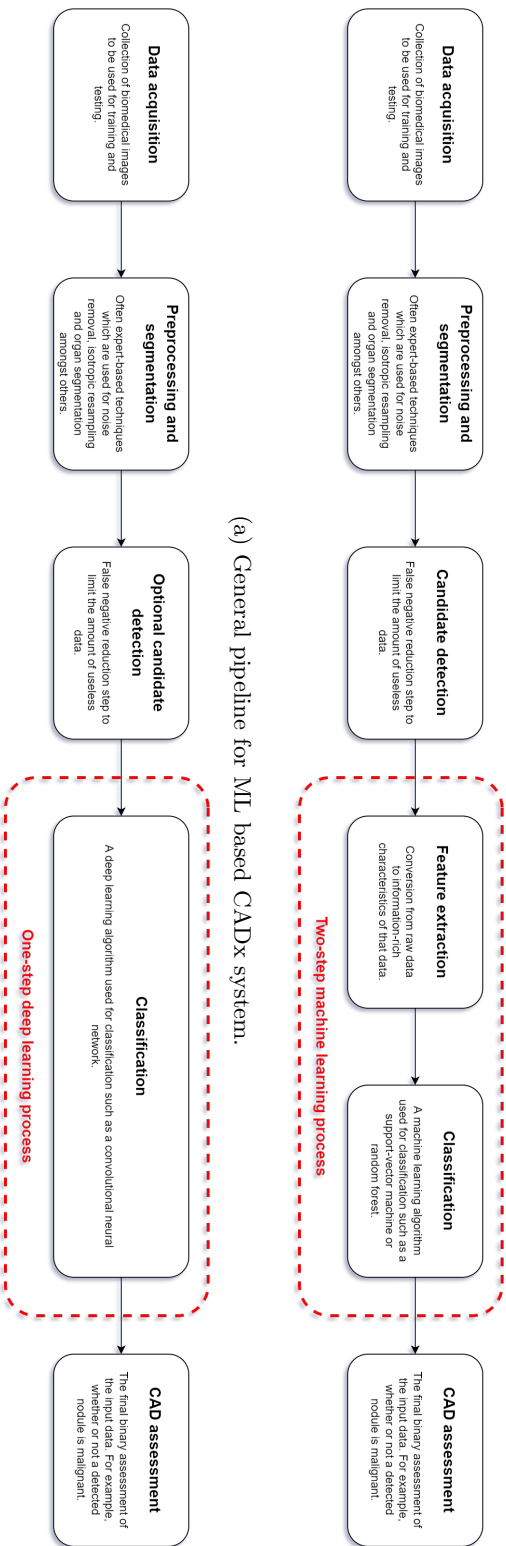 Data acquisition
Collection of biomedical images
to be used for training and
testing.
Preprocessing and
segmentation
Often expert-based techniques
which are used for noise
removal, isotropic resampling
and organ segmentation
amongst others.
Candidate detection
False negative reduction step to
limit the amount of useless
data.
Feature extraction
Conversion from raw data
to information-rich
characteristics of that data.
Classification
A machine learning algorithm
used for classification such as a
support-vector machine or
random forest.
Two-step machine learning process
CAD assessment
The final binary assessment of
the input data. For example,
whether or not a detected
nodule is malignant.
(a) General pipeline for ML based CADx system.
Data acquisition
Collection of biomedical images
to be used for training and
testing.
Preprocessing and
segmentation
Often expert-based techniques
which are used for noise
removal, isotropic resampling
and organ segmentation
amongst others.
Optional candidate
detection
False negative reduction step to
limit the amount of useless
data.
Classification
A deep learning algorithm used for classification such as a convolutional neural
network.
One-step deep learning process
CAD assessment
The final binary assessment of
the input data. For example,
whether or not a detected
nodule is malignant.